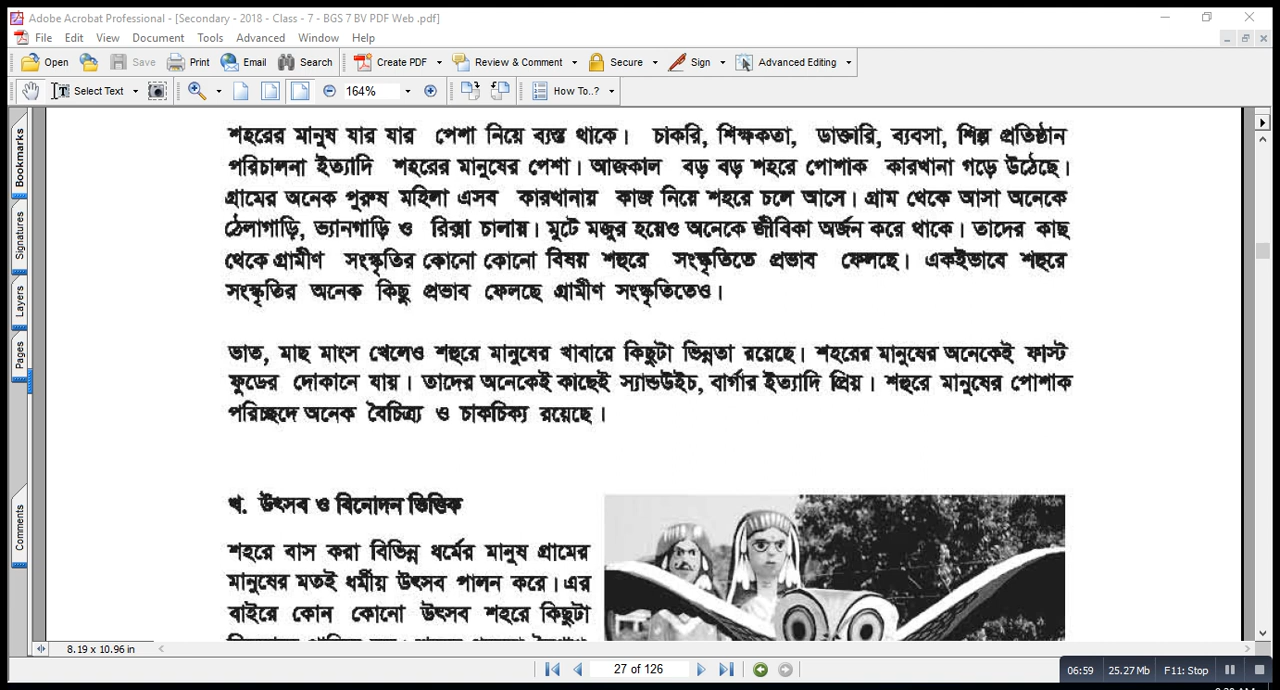 Adobe Acrobat Professional - [Secondary - 2018 - Class - 7 - BGS 7 BV PDF Web .pdf]
File Edit View Document Tools Advanced Window Help
Open Save Print Email Search Create PDF Review & Comment Secure Sign Advanced Editing
Select Text 164% How To..?
Bookmarks
Signatures
Layers
Pages
Comments
শহরের মানুষ যার যার পেশা নিয়ে ব্যস্ত থাকে। চাকরি, শিক্ষকতা, ডাক্তারি, ব্যবসা, শিল্প প্রতিষ্ঠান
পরিচালনা ইত্যাদি শহরের মানুষের পেশা। আজকাল বড় বড় শহরে পোশাক কারখানা গড়ে উঠেছে।
গ্রামের অনেক পুরুষ মহিলা এসব কারখানায় কাজ নিয়ে শহরে চলে আসে। গ্রাম থেকে আসা অনেকে
ঠেলাগাড়ি, ভ্যানগাড়ি ও রিক্সা চালায়। মুটে মজুর হয়েও অনেকে জীবিকা অর্জন করে থাকে। তাদের কাছ
থেকে গ্রামীণ সংস্কৃতির কোনো কোনো বিষয় শহুরে সংস্কৃতিতে প্রভাব ফেলছে। একইভাবে শহুরে
সংস্কৃতির অনেক কিছু প্রভাব ফেলছে গ্রামীণ সংস্কৃতিতেও।
ভাত, মাছ মাংস খেলেও শহুরে মানুষের খাবারে কিছুটা ভিন্নতা রয়েছে। শহরের মানুষের অনেকেই ফাস্ট
ফুডের দোকানে যায়। তাদের অনেকেই কাছেই স্যান্ডউইচ, বার্গার ইত্যাদি প্রিয়। শহুরে মানুষের পোশাক
পরিচ্ছদে অনেক বৈচিত্র্য ও চাকচিক্য রয়েছে।
খ. উৎসব ও বিনোদন ভিত্তিক
শহরে বাস করা বিভিন্ন ধর্মের মানুষ গ্রামের
মানুষের মতই ধর্মীয় উৎসব পালন করে। এর
বাইরে কোন কোনো উৎসব শহরে কিছুটা
8.19 x 10.96 in
27 of 126
06:59 25.27 Mb F11: Stop